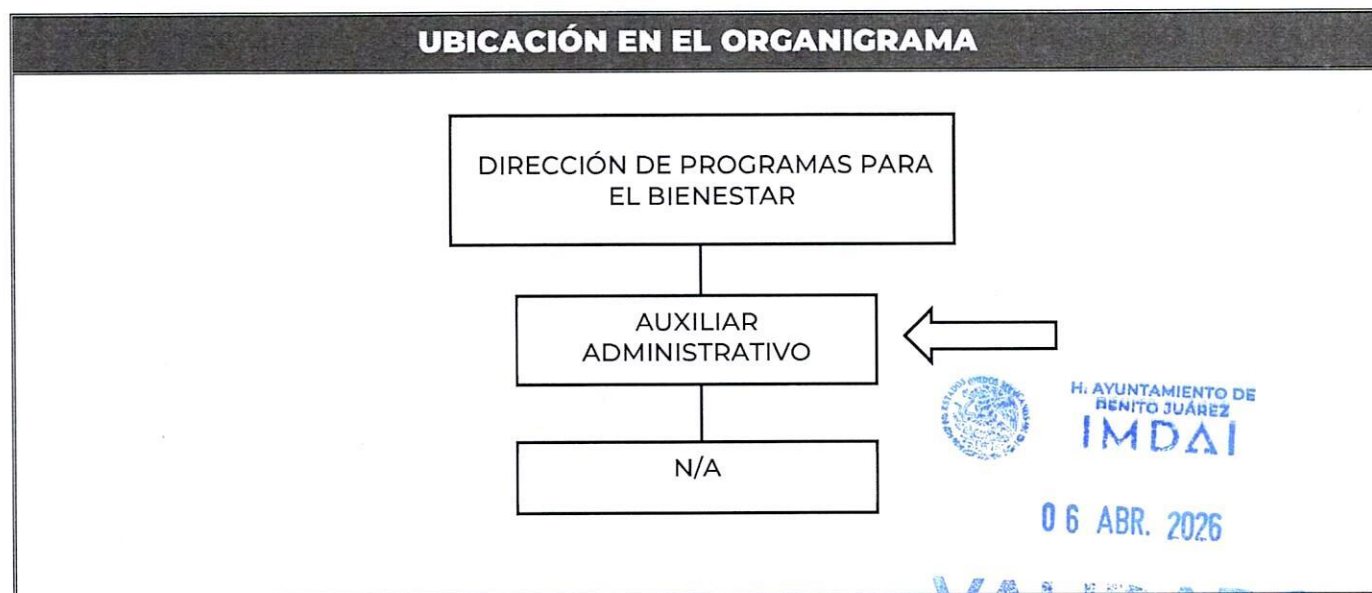 UBICACIÓN EN EL ORGANIGRAMA
DIRECCIÓN DE PROGRAMAS PARA
EL BIENESTAR
AUXILIAR
ADMINISTRATIVO
N/A
H. AYUNTAMIENTO DE
BENITO JUÁREZ
IMDAI
06 ABR. 2026